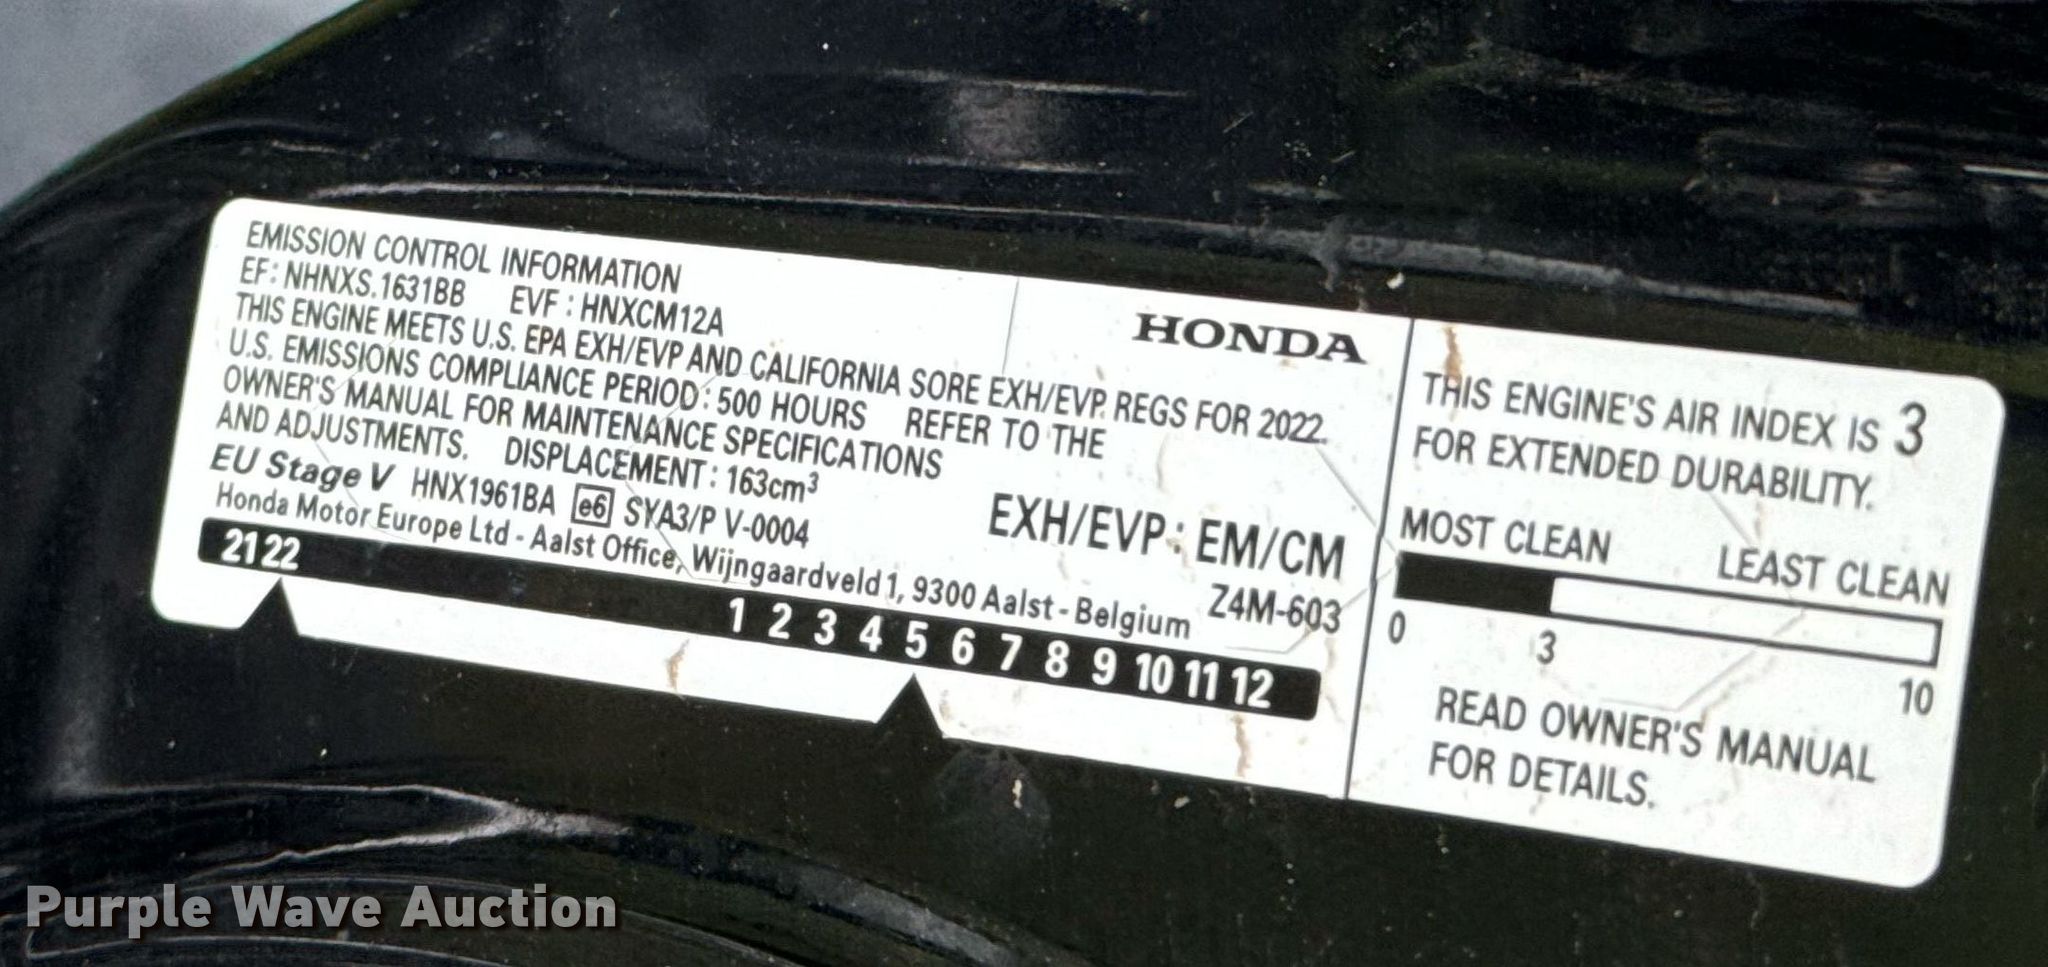 EMISSION CONTROL INFORMATION
EF: NHNXS.1631BB EVF : HNXCM12A
THIS ENGINE MEETS U.S. EPA EXH/EVP AND CALIFORNIA SORE EXH/EVP REGS FOR 2022.
U.S. EMISSIONS COMPLIANCE PERIOD: 500 HOURS REFER TO THE
OWNER'S MANUAL FOR MAINTENANCE SPECIFICATIONS
AND ADJUSTMENTS. DISPLACEMENT: 163cm³
EU Stage V HNX1961BA e6 SYA3/P V-0004
Honda Motor Europe Ltd - Aalst Office, Wijngaardveld 1, 9300 Aalst - Belgium
HONDA
EXH/EVP: EM/CM
Z4M-603
21 22
1 2 3 4 5 6 7 8 9 10 11 12
THIS ENGINE'S AIR INDEX IS 3
FOR EXTENDED DURABILITY.
MOST CLEAN LEAST CLEAN
0 3 10
READ OWNER'S MANUAL
FOR DETAILS.
Purple Wave Auction